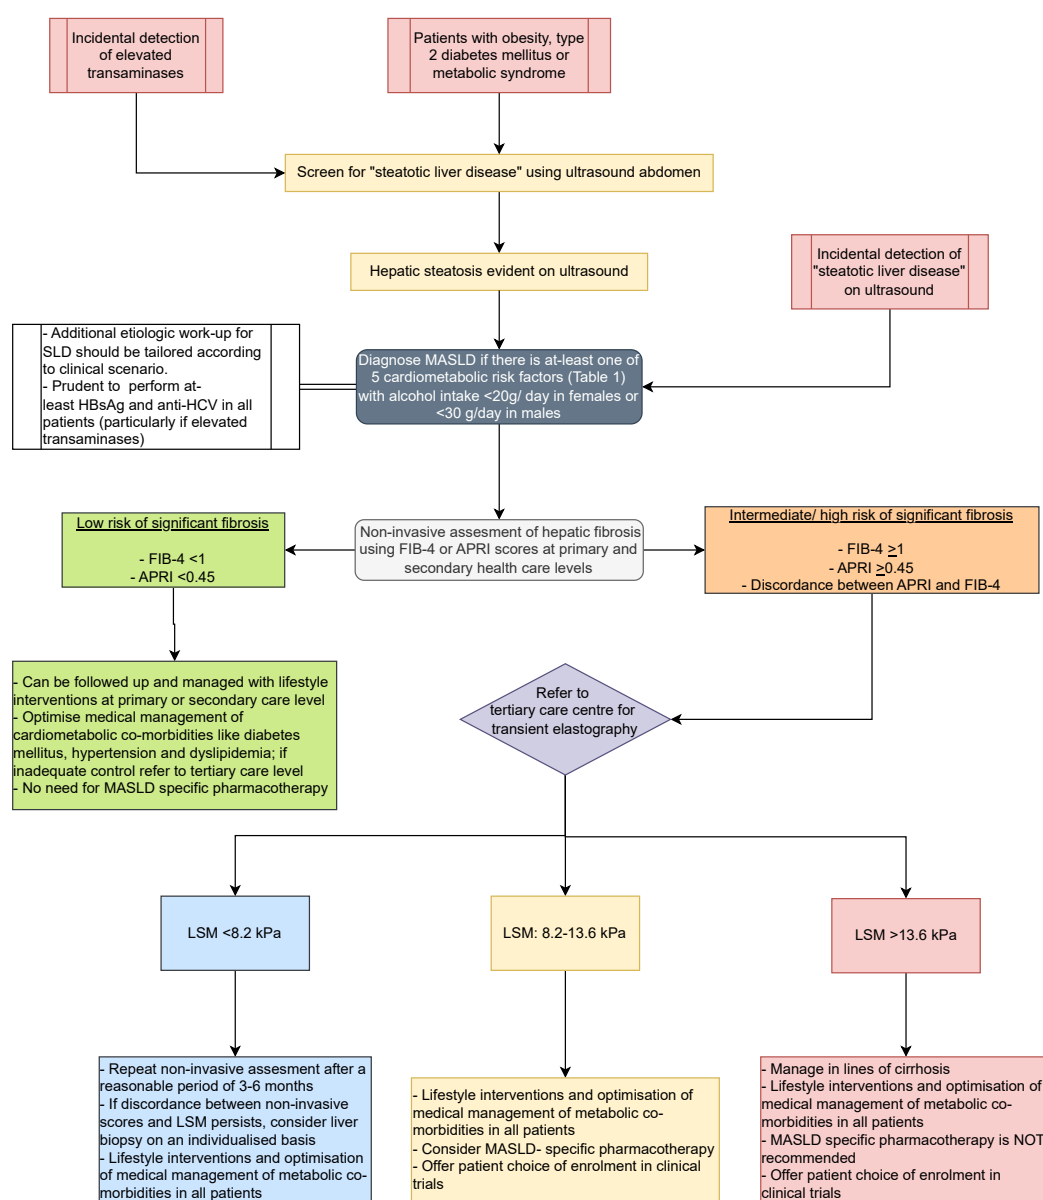 Incidental detection
of elevated
transaminases
Patients with obesity, type
2 diabetes mellitus or
metabolic syndrome
Screen for "steatotic liver disease" using ultrasound abdomen
Hepatic steatosis evident on ultrasound
Incidental detection of
"steatotic liver disease"
on ultrasound
- Additional etiologic work-up for
SLD should be tailored according
to clinical scenario.
- Prudent to perform at-
least HBsAg and anti-HCV in all
patients (particularly if elevated
transaminases)
Diagnose MASLD if there is at-least one of
5 cardiometabolic risk factors (Table 1)
with alcohol intake <20g/ day in females or
<30 g/day in males
Low risk of significant fibrosis
- FIB-4 <1
- APRI <0.45
Non-invasive assesment of hepatic fibrosis
using FIB-4 or APRI scores at primary and
secondary health care levels
Intermediate/ high risk of significant fibrosis
- FIB-4 ≥1
- APRI ≥0.45
- Discordance between APRI and FIB-4
- Can be followed up and managed with lifestyle
interventions at primary or secondary care level
- Optimise medical management of
cardiometabolic co-morbidities like diabetes
mellitus, hypertension and dyslipidemia; if
inadequate control refer to tertiary care level
- No need for MASLD specific pharmacotherapy
Refer to
tertiary care centre for
transient elastography
LSM <8.2 kPa
LSM: 8.2-13.6 kPa
LSM >13.6 kPa
- Repeat non-invasive assesment after a
reasonable period of 3-6 months
- If discordance between non-invasive
scores and LSM persists, consider liver
biopsy on an individualised basis
- Lifestyle interventions and optimisation
of medical management of metabolic co-
morbidities in all patients
- Lifestyle interventions and optimisation of
medical management of metabolic co-
morbidities in all patients
- Consider MASLD- specific pharmacotherapy
- Offer patient choice of enrolment in clinical
trials
- Manage in lines of cirrhosis
- Lifestyle interventions and optimisation of
medical management of metabolic co-
morbidities in all patients
- MASLD specific pharmacotherapy is NOT
recommended
- Offer patient choice of enrolment in
clinical trials